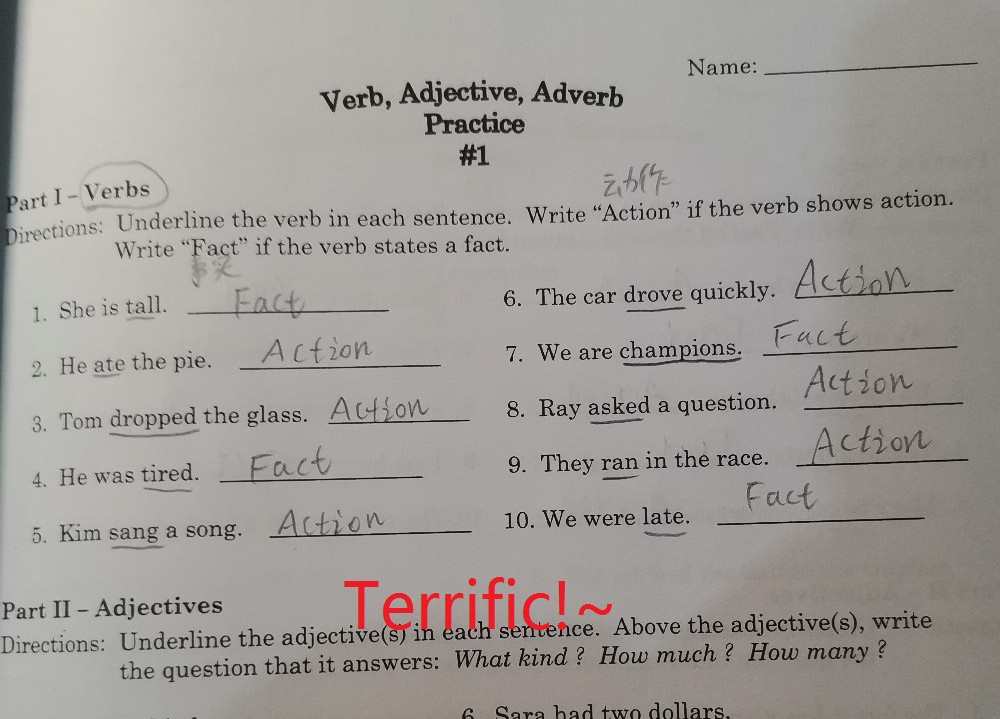 Name:
Verb, Adjective, Adverb
Practice
#1
Part I – Verbs
动作
Directions: Underline the verb in each sentence. Write “Action” if the verb shows action.
Write “Fact” if the verb states a fact.
事实
1. She is tall. Fact
2. He ate the pie. Action
3. Tom dropped the glass. Action
4. He was tired. Fact
5. Kim sang a song. Action
6. The car drove quickly. Action
7. We are champions. Fact
8. Ray asked a question. Action
9. They ran in the race. Action
10. We were late. Fact
Terrific!~
Part II – Adjectives
Directions: Underline the adjective(s) in each sentence. Above the adjective(s), write
the question that it answers: What kind ? How much ? How many ?
6. Sara had two dollars.